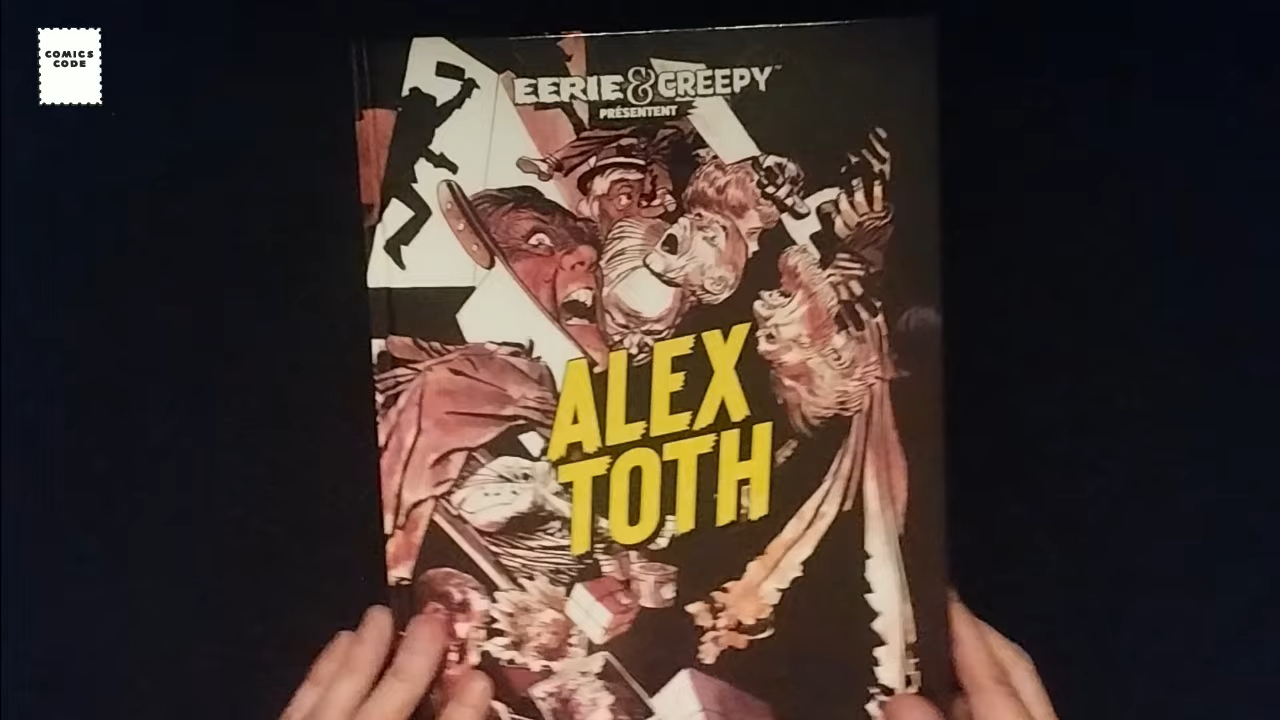 COMICS
CODE
EERIE & CREEPY™
PRÉSENTENT
ALEX
TOTH